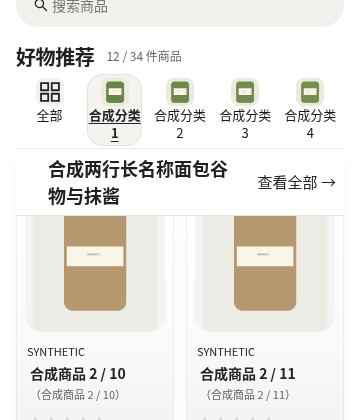 搜索商品
好物推荐 12 / 34 件商品
全部 合成分类 合成分类 合成分类 合成分类
1 2 3 4
合成两行长名称面包谷
物与抹酱
查看全部 →
SYNTHETIC SYNTHETIC
合成商品 2 / 10 合成商品 2 / 11
（合成商品 2 / 10） （合成商品 2 / 11）